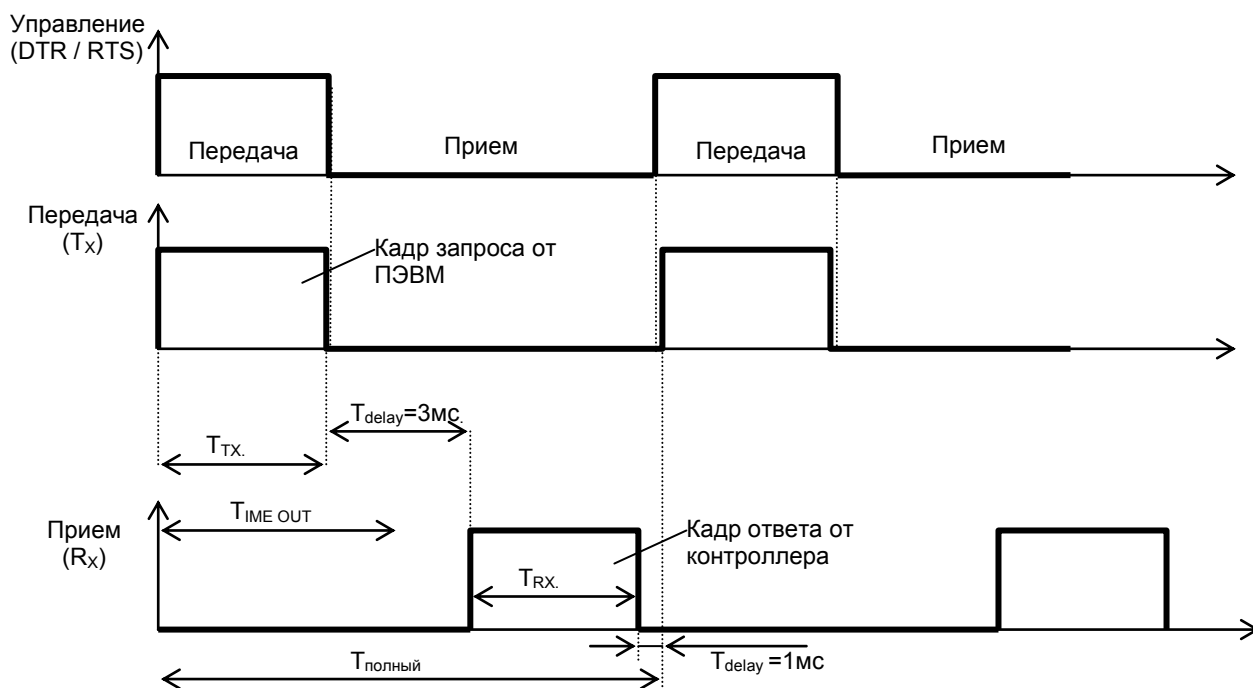 Управление
(DTR / RTS)
Передача
Прием
Передача
Прием
Передача
(TX)
Кадр запроса от
ПЭВМ
Tdelay=3мс.
TTX.
TIME OUT
Прием
(RX)
Кадр ответа от
контроллера
TRX.
Tполный
Tdelay =1мс